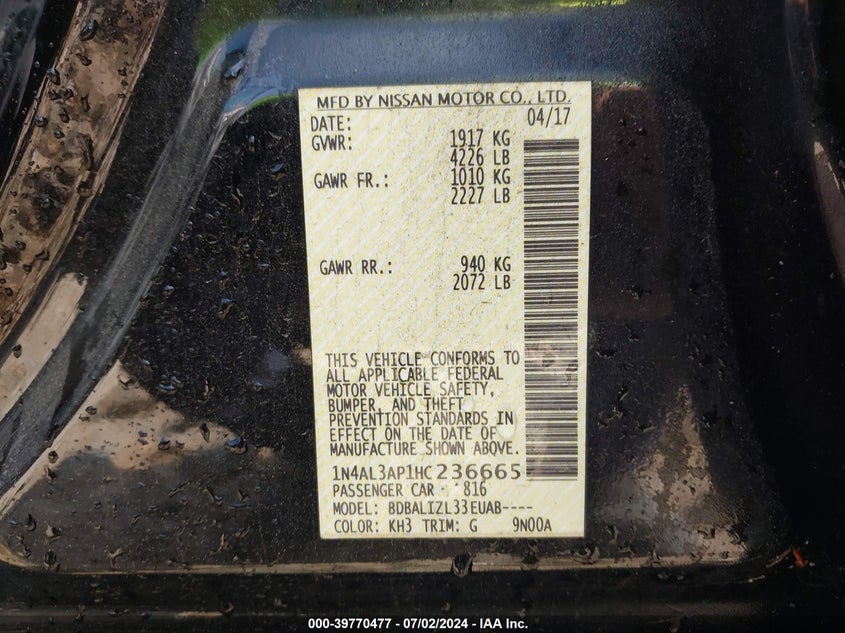 MFD BY NISSAN MOTOR CO., LTD.
DATE: 04/17
GVWR: 1917 KG
4226 LB
GAWR FR.: 1010 KG
2227 LB
GAWR RR.: 940 KG
2072 LB
THIS VEHICLE CONFORMS TO
ALL APPLICABLE FEDERAL
MOTOR VEHICLE SAFETY,
BUMPER, AND THEFT
PREVENTION STANDARDS IN
EFFECT ON THE DATE OF
MANUFACTURE SHOWN ABOVE.
1N4AL3AP1HC236665
PASSENGER CAR - 816
MODEL: BDBALIZL33EUAB----
COLOR: KH3 TRIM: G 9N00A
000-39770477 - 07/02/2024 - IAA Inc.